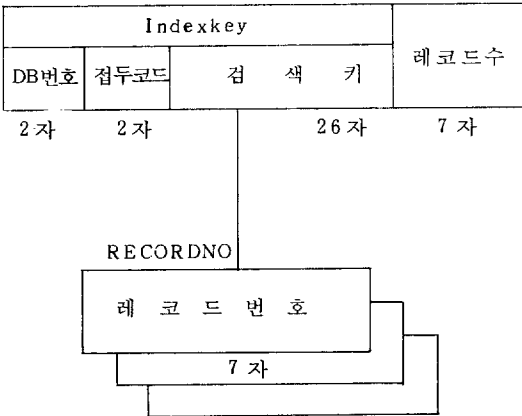 Indexkey
레코드수
DB번호 접두코드 검 색 키
2자 2자 26자 7자
RECORDNO
레 코 드 번 호
7자